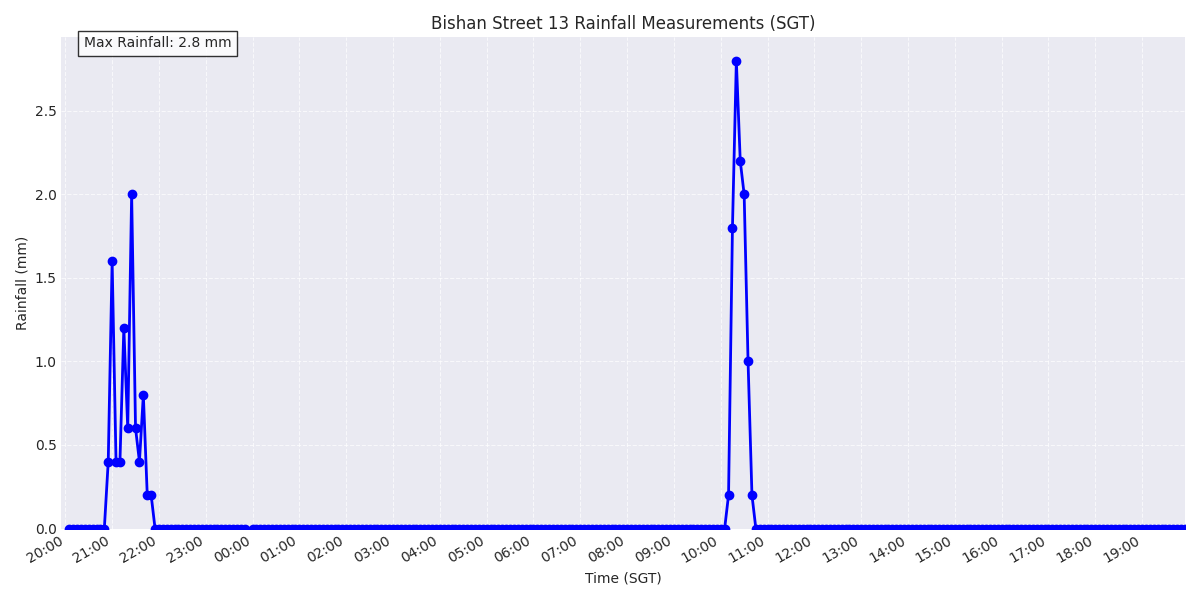 Bishan Street 13 Rainfall Measurements (SGT)
Max Rainfall: 2.8 mm
Rainfall (mm)
2.5
2.0
1.5
1.0
0.5
0.0
20:00 21:00 22:00 23:00 00:00 01:00 02:00 03:00 04:00 05:00 06:00 07:00 08:00 09:00 10:00 11:00 12:00 13:00 14:00 15:00 16:00 17:00 18:00 19:00
Time (SGT)